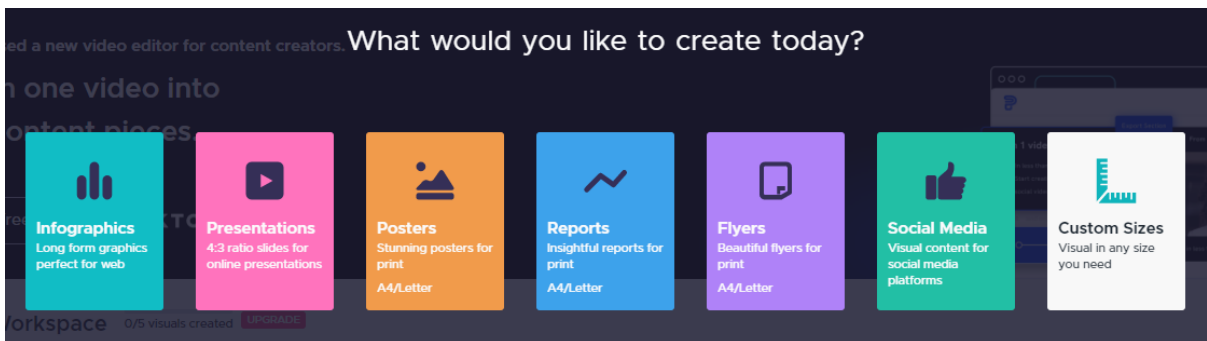 sed a new video editor for content creators.
What would you like to create today?
n one video into
ontent pieces.
Infographics
Long form graphics
perfect for web
Presentations
4:3 ratio slides for
online presentations
Posters
Stunning posters for
print
A4/Letter
Reports
Insightful reports for
print
A4/Letter
Flyers
Beautiful flyers for
print
A4/Letter
Social Media
Visual content for
social media
platforms
Custom Sizes
Visual in any size
you need
Workspace
0/5 visuals created
UPGRADE